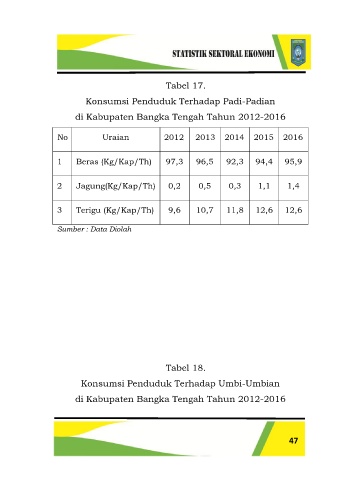 STATISTIK SEKTORAL EKONOMI
Tabel 17.
Konsumsi Penduduk Terhadap Padi-Padian
di Kabupaten Bangka Tengah Tahun 2012-2016
No Uraian 2012 2013 2014 2015 2016
1 Beras (Kg/Kap/Th) 97,3 96,5 92,3 94,4 95,9
2 Jagung(Kg/Kap/Th) 0,2 0,5 0,3 1,1 1,4
3 Terigu (Kg/Kap/Th) 9,6 10,7 11,8 12,6 12,6
Sumber : Data Diolah
Tabel 18.
Konsumsi Penduduk Terhadap Umbi-Umbian
di Kabupaten Bangka Tengah Tahun 2012-2016
47